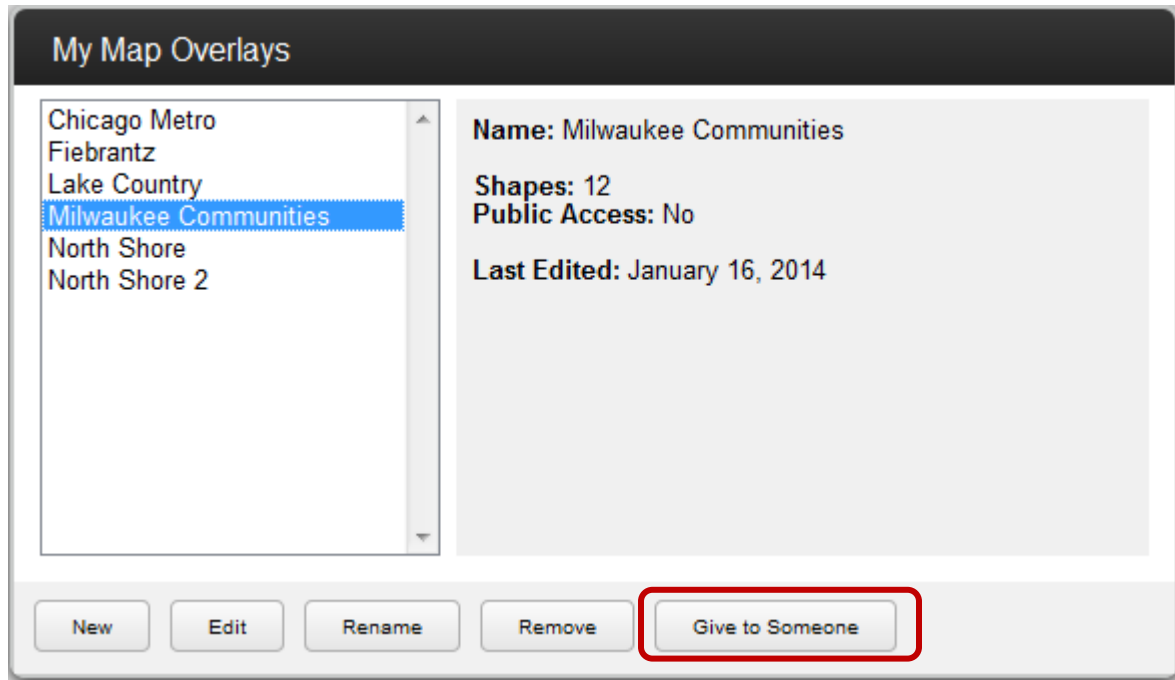 My Map Overlays
Chicago Metro
Fiebrantz
Lake Country
Milwaukee Communities
North Shore
North Shore 2
Name: Milwaukee Communities
Shapes: 12
Public Access: No
Last Edited: January 16, 2014
New
Edit
Rename
Remove
Give to Someone